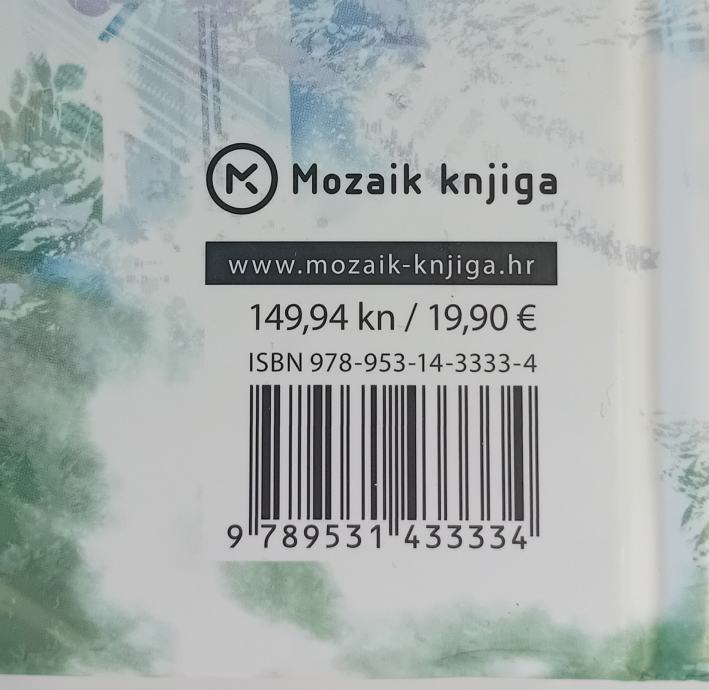 Mozaik knjiga
www.mozaik-knjiga.hr
149,94 kn / 19,90 €
ISBN 978-953-14-3333-4
9 789531 433334